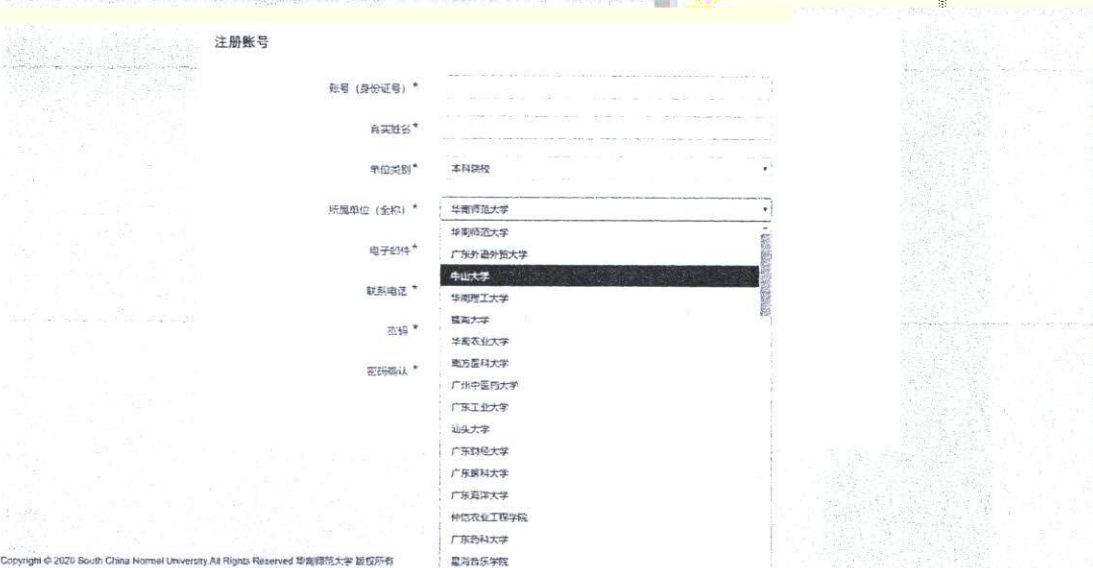 注册账号
账号（身份证号）*
真实姓名*
单位类别*
本科院校
所属单位（全称）*
华南师范大学
华南师范大学
电子邮件*
广东外语外贸大学
中山大学
联系电话 *
华南理工大学
暨南大学
密码 *
华南农业大学
南方医科大学
密码确认 *
广州中医药大学
广东工业大学
汕头大学
广东财经大学
广东医科大学
广东海洋大学
仲恺农业工程学院
广东药科大学
星海音乐学院
Copyright © 2020 South China Normel University.All Rights Reserved 华南师范大学 版权所有